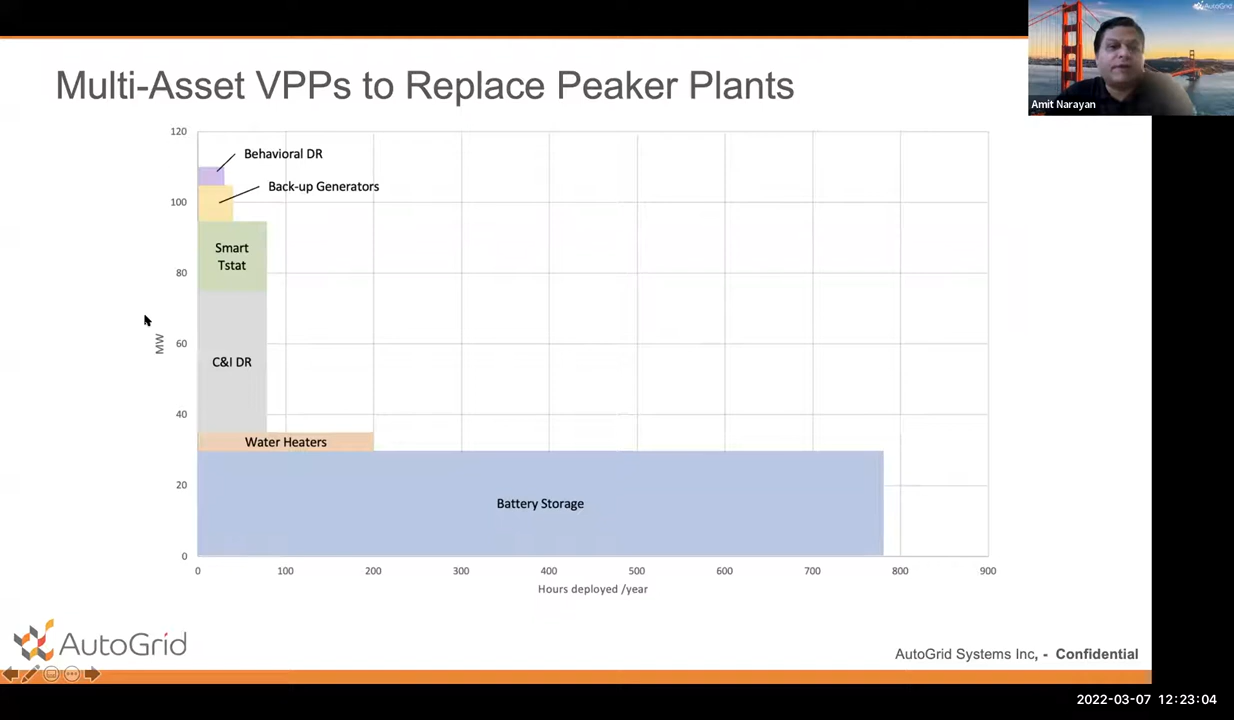 AutoGrid
Amit Narayan
Multi-Asset VPPs to Replace Peaker Plants
120
100
80
60
40
20
0
MW
Behavioral DR
Back-up Generators
Smart
Tstat
C&I DR
Water Heaters
Battery Storage
0 100 200 300 400 500 600 700 800 900
Hours deployed /year
AutoGrid
AutoGrid Systems Inc, - Confidential
2022-03-07 12:23:04